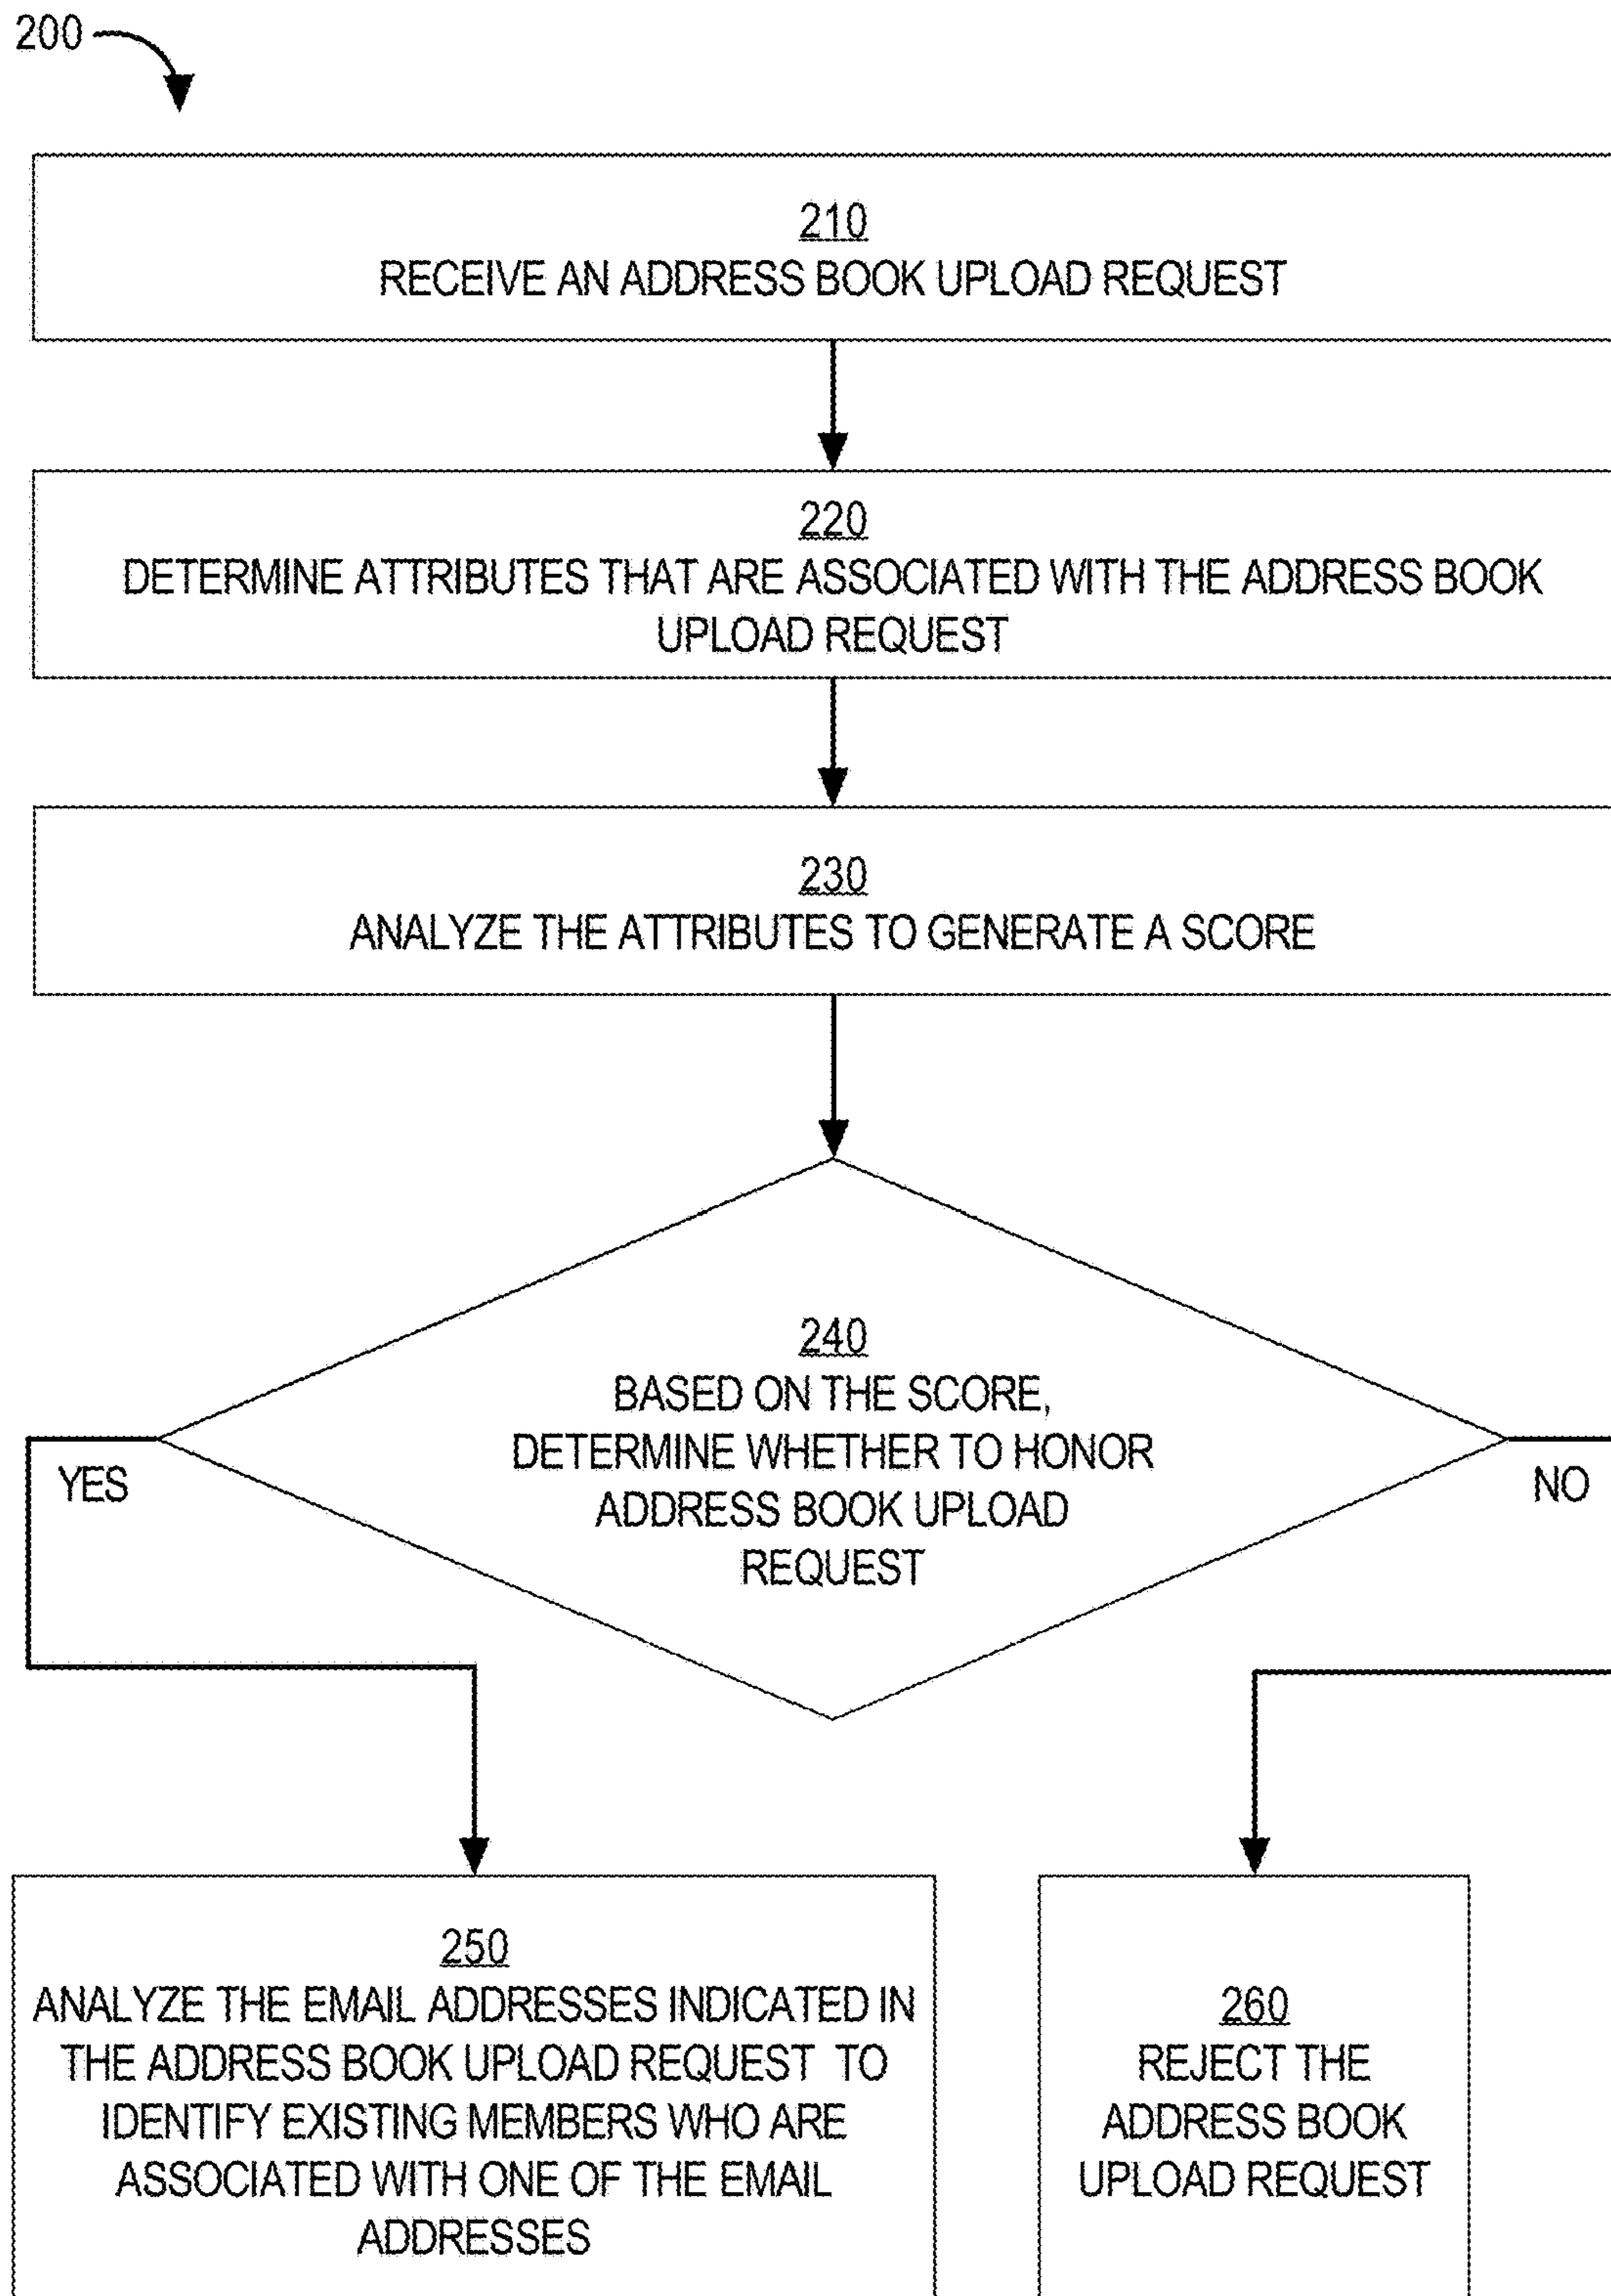 200
210
RECEIVE AN ADDRESS BOOK UPLOAD REQUEST
220
DETERMINE ATTRIBUTES THAT ARE ASSOCIATED WITH THE ADDRESS BOOK
UPLOAD REQUEST
230
ANALYZE THE ATTRIBUTES TO GENERATE A SCORE
240
BASED ON THE SCORE,
DETERMINE WHETHER TO HONOR
ADDRESS BOOK UPLOAD
REQUEST
YES
NO
250
ANALYZE THE EMAIL ADDRESSES INDICATED IN
THE ADDRESS BOOK UPLOAD REQUEST TO
IDENTIFY EXISTING MEMBERS WHO ARE
ASSOCIATED WITH ONE OF THE EMAIL
ADDRESSES
260
REJECT THE
ADDRESS BOOK
UPLOAD REQUEST